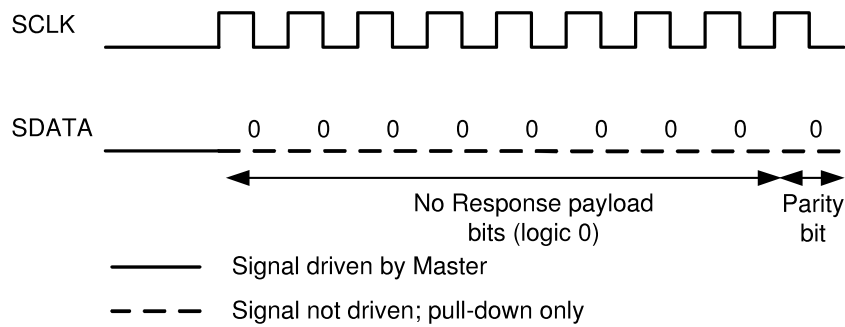 SCLK
SDATA
0 0 0 0 0 0 0 0 0
No Response payload
bits (logic 0)
Parity
bit
Signal driven by Master
Signal not driven; pull-down only